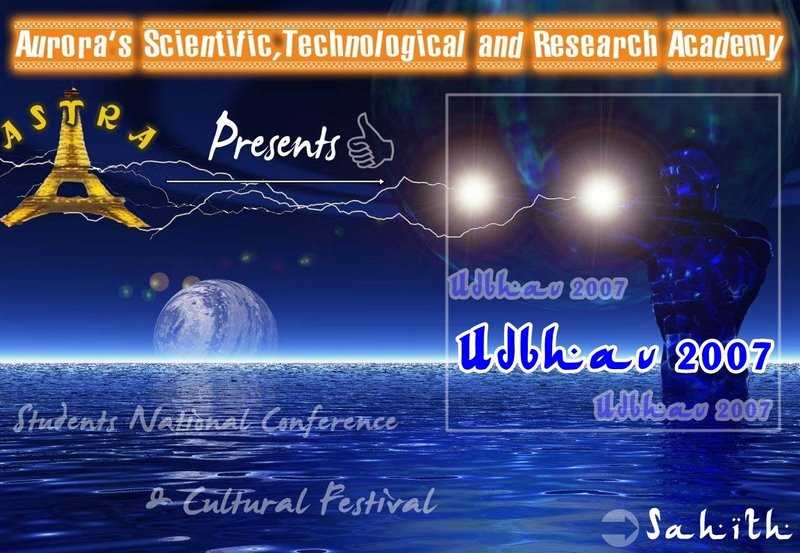 Aurora's Scientific,Technological and Research Academy
ASTRA
Presents
Udbhav 2007
Udbhav 2007
Udbhav 2007
Students National Conference
& Cultural Festival
Sahith